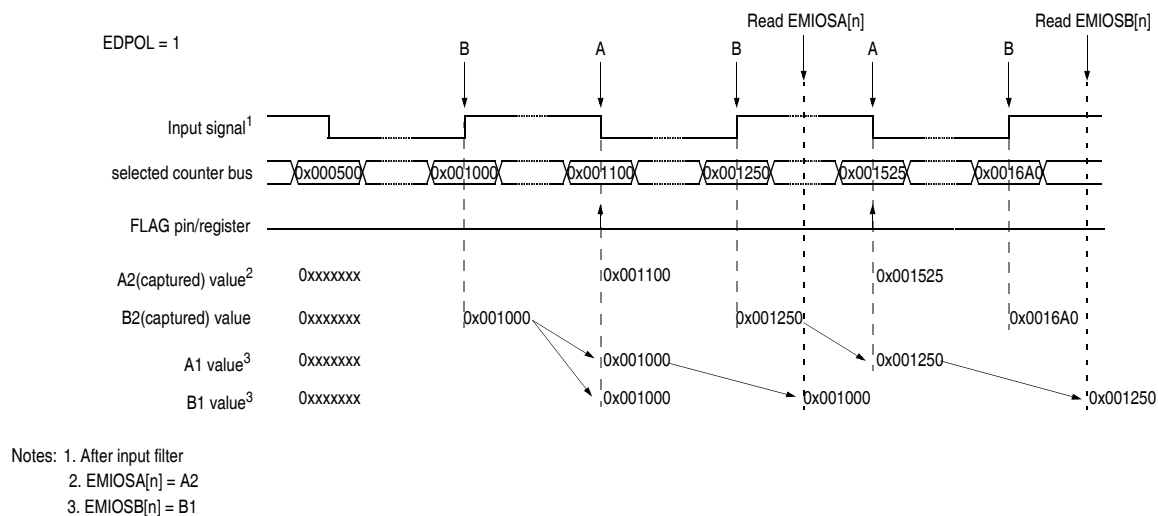 Read EMIOSA[n] Read EMIOSB[n]
EDPOL = 1
B A B A B
Input signal1
selected counter bus 0x000500 0x001000 0x001100 0x001250 0x001525 0x0016A0
FLAG pin/register
A2(captured) value2 0xxxxxxx 0x001100 0x001525
B2(captured) value 0xxxxxxx 0x001000 0x001250 0x0016A0
A1 value3 0xxxxxxx 0x001000 0x001250
B1 value3 0xxxxxxx 0x001000 0x001000 0x001250
Notes: 1. After input filter
2. EMIOSA[n] = A2
3. EMIOSB[n] = B1